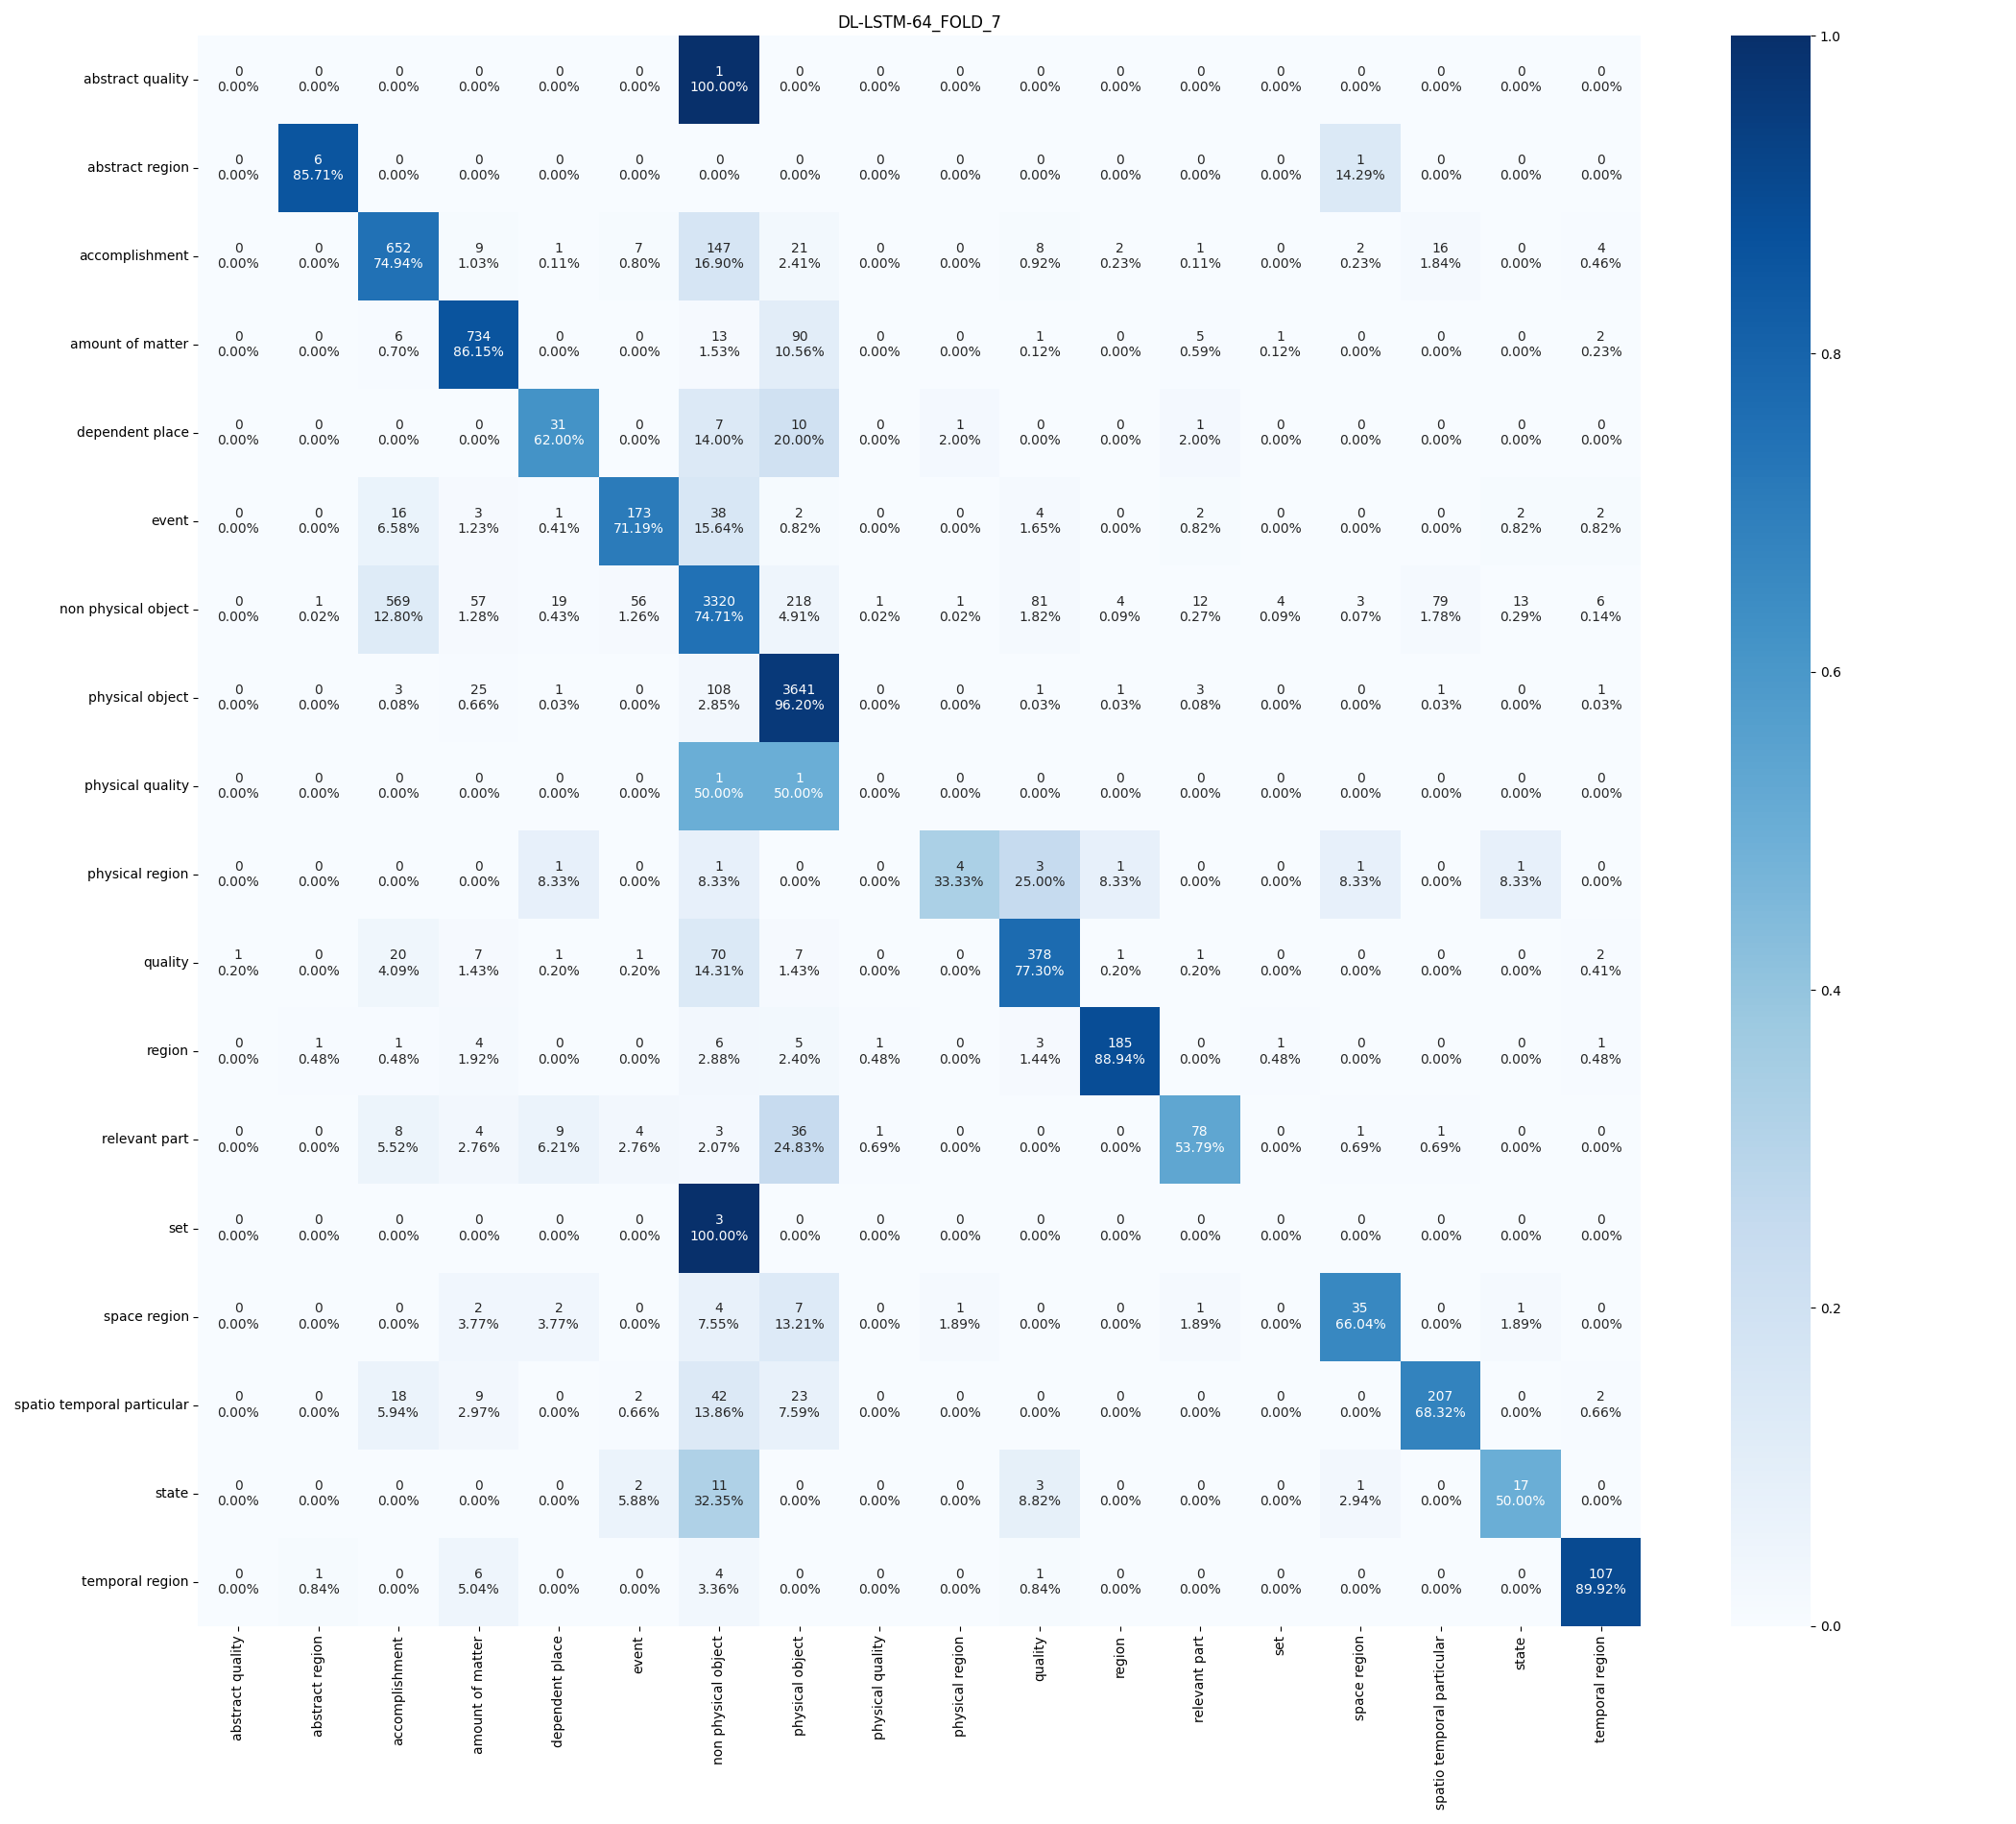 DL-LSTM-64_FOLD_7
abstract quality 0 0 0 0 0 0 1 0 0 0 0 0 0 0 0 0 0 0
0.00% 0.00% 0.00% 0.00% 0.00% 0.00% 100.00% 0.00% 0.00% 0.00% 0.00% 0.00% 0.00% 0.00% 0.00% 0.00% 0.00% 0.00%
abstract region 0 6 0 0 0 0 0 0 0 0 0 0 0 0 1 0 0 0
0.00% 85.71% 0.00% 0.00% 0.00% 0.00% 0.00% 0.00% 0.00% 0.00% 0.00% 0.00% 0.00% 0.00% 14.29% 0.00% 0.00% 0.00%
accomplishment 0 0 652 9 1 7 147 21 0 0 8 2 1 0 2 16 0 4
0.00% 0.00% 74.94% 1.03% 0.11% 0.80% 16.90% 2.41% 0.00% 0.00% 0.92% 0.23% 0.11% 0.00% 0.23% 1.84% 0.00% 0.46%
amount of matter 0 0 6 734 0 0 13 90 0 0 1 0 5 1 0 0 0 2
0.00% 0.00% 0.70% 86.15% 0.00% 0.00% 1.53% 10.56% 0.00% 0.00% 0.12% 0.00% 0.59% 0.12% 0.00% 0.00% 0.00% 0.23%
dependent place 0 0 0 0 31 0 7 10 0 1 0 0 1 0 0 0 0 0
0.00% 0.00% 0.00% 0.00% 62.00% 0.00% 14.00% 20.00% 0.00% 2.00% 0.00% 0.00% 2.00% 0.00% 0.00% 0.00% 0.00% 0.00%
event 0 0 16 3 1 173 38 2 0 0 4 0 2 0 0 0 2 2
0.00% 0.00% 6.58% 1.23% 0.41% 71.19% 15.64% 0.82% 0.00% 0.00% 1.65% 0.00% 0.82% 0.00% 0.00% 0.00% 0.82% 0.82%
non physical object 0 1 569 57 19 56 3320 218 1 1 81 4 12 4 3 79 13 6
0.00% 0.02% 12.80% 1.28% 0.43% 1.26% 74.71% 4.91% 0.02% 0.02% 1.82% 0.09% 0.27% 0.09% 0.07% 1.78% 0.29% 0.14%
physical object 0 0 3 25 1 0 108 3641 0 0 1 1 3 0 0 1 0 1
0.00% 0.00% 0.08% 0.66% 0.03% 0.00% 2.85% 96.20% 0.00% 0.00% 0.03% 0.03% 0.08% 0.00% 0.00% 0.03% 0.00% 0.03%
physical quality 0 0 0 0 0 0 1 1 0 0 0 0 0 0 0 0 0 0
0.00% 0.00% 0.00% 0.00% 0.00% 0.00% 50.00% 50.00% 0.00% 0.00% 0.00% 0.00% 0.00% 0.00% 0.00% 0.00% 0.00% 0.00%
physical region 0 0 0 0 1 0 1 0 0 4 3 1 0 0 1 0 1 0
0.00% 0.00% 0.00% 0.00% 8.33% 0.00% 8.33% 0.00% 0.00% 33.33% 25.00% 8.33% 0.00% 0.00% 8.33% 0.00% 8.33% 0.00%
quality 1 0 20 7 1 1 70 7 0 0 378 1 1 0 0 0 0 2
0.20% 0.00% 4.09% 1.43% 0.20% 0.20% 14.31% 1.43% 0.00% 0.00% 77.30% 0.20% 0.20% 0.00% 0.00% 0.00% 0.00% 0.41%
region 0 1 1 4 0 0 6 5 1 0 3 185 0 1 0 0 0 1
0.00% 0.48% 0.48% 1.92% 0.00% 0.00% 2.88% 2.40% 0.48% 0.00% 1.44% 88.94% 0.00% 0.48% 0.00% 0.00% 0.00% 0.48%
relevant part 0 0 8 4 9 4 3 36 1 0 0 0 78 0 1 1 0 0
0.00% 0.00% 5.52% 2.76% 6.21% 2.76% 2.07% 24.83% 0.69% 0.00% 0.00% 0.00% 53.79% 0.00% 0.69% 0.69% 0.00% 0.00%
set 0 0 0 0 0 0 3 0 0 0 0 0 0 0 0 0 0 0
0.00% 0.00% 0.00% 0.00% 0.00% 0.00% 100.00% 0.00% 0.00% 0.00% 0.00% 0.00% 0.00% 0.00% 0.00% 0.00% 0.00% 0.00%
space region 0 0 0 2 2 0 4 7 0 1 0 0 1 0 35 0 1 0
0.00% 0.00% 0.00% 3.77% 3.77% 0.00% 7.55% 13.21% 0.00% 1.89% 0.00% 0.00% 1.89% 0.00% 66.04% 0.00% 1.89% 0.00%
spatio temporal particular 0 0 18 9 0 2 42 23 0 0 0 0 0 0 0 207 0 2
0.00% 0.00% 5.94% 2.97% 0.00% 0.66% 13.86% 7.59% 0.00% 0.00% 0.00% 0.00% 0.00% 0.00% 0.00% 68.32% 0.00% 0.66%
state 0 0 0 0 0 2 11 0 0 0 3 0 0 0 1 0 17 0
0.00% 0.00% 0.00% 0.00% 0.00% 5.88% 32.35% 0.00% 0.00% 0.00% 8.82% 0.00% 0.00% 0.00% 2.94% 0.00% 50.00% 0.00%
temporal region 0 1 0 6 0 0 4 0 0 0 1 0 0 0 0 0 0 107
0.00% 0.84% 0.00% 5.04% 0.00% 0.00% 3.36% 0.00% 0.00% 0.00% 0.84% 0.00% 0.00% 0.00% 0.00% 0.00% 0.00% 89.92%
abstract quality
abstract region
accomplishment
amount of matter
dependent place
event
non physical object
physical object
physical quality
physical region
quality
region
relevant part
set
space region
spatio temporal particular
state
temporal region
1.0
0.8
0.6
0.4
0.2
0.0